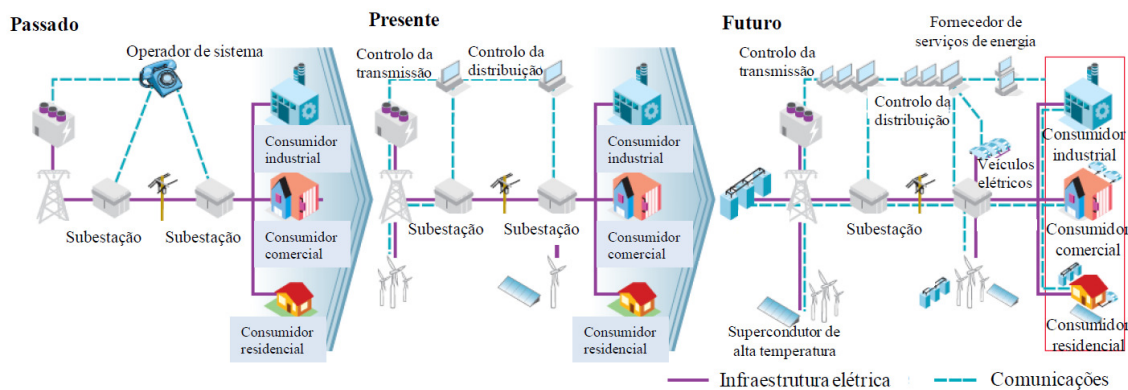 Passado
Operador de sistema
Subestação
Subestação
Consumidor
industrial
Consumidor
comercial
Consumidor
residencial
Presente
Controlo da
transmissão
Controlo da
distribuição
Subestação
Subestação
Consumidor
industrial
Consumidor
comercial
Consumidor
residencial
Futuro
Fornecedor de
serviços de energia
Controlo da
transmissão
Controlo da
distribuição
Veículos
elétricos
Subestação
Supercondutor de
alta temperatura
Consumidor
industrial
Consumidor
comercial
Consumidor
residencial
Infraestrutura elétrica
Comunicações